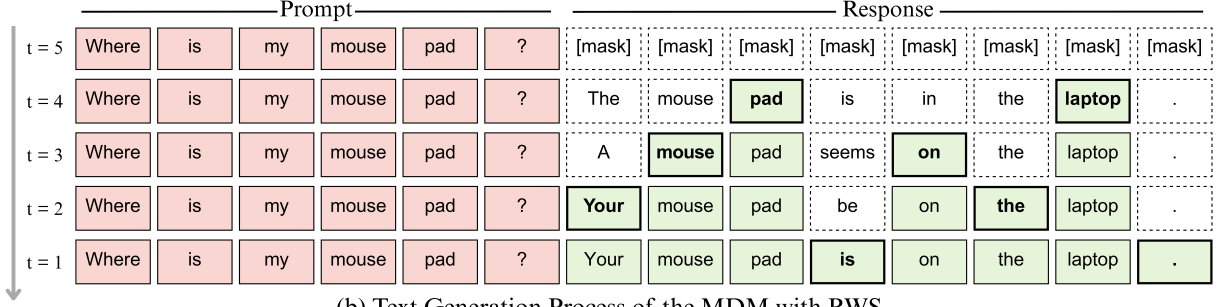 Prompt Response
t = 5 Where is my mouse pad ? [mask] [mask] [mask] [mask] [mask] [mask] [mask] [mask]
t = 4 Where is my mouse pad ? The mouse pad is in the laptop .
t = 3 Where is my mouse pad ? A mouse pad seems on the laptop .
t = 2 Where is my mouse pad ? Your mouse pad be on the laptop .
t = 1 Where is my mouse pad ? Your mouse pad is on the laptop .
(b) Text Generation Process of the MDM with RWS